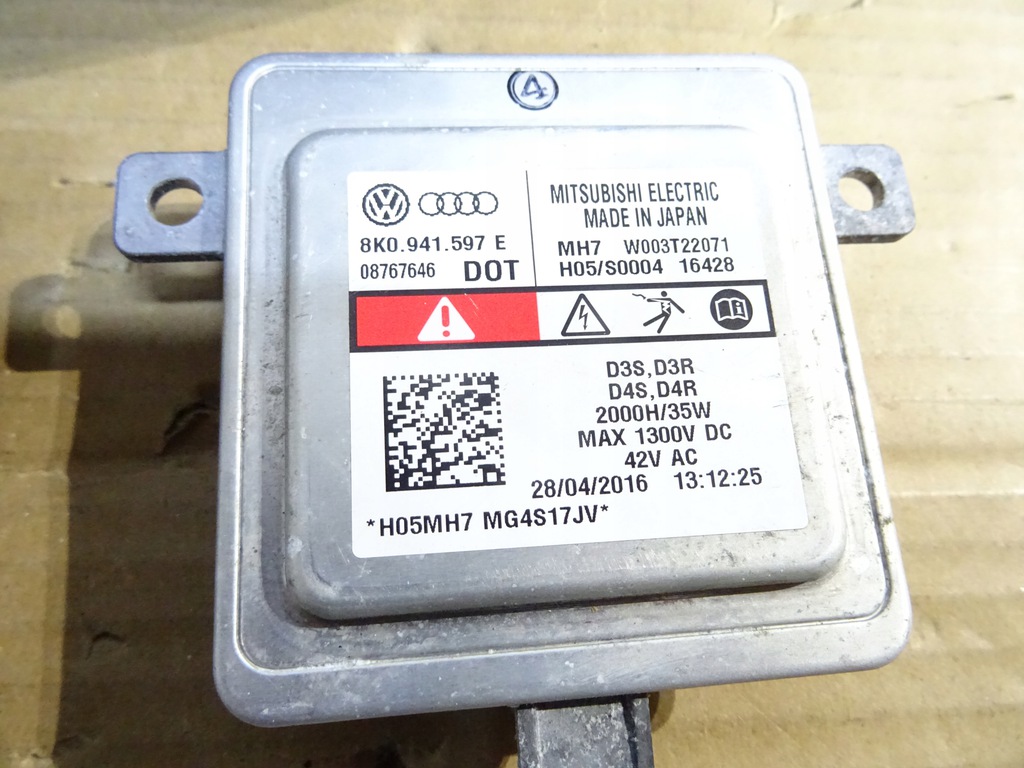 4
VW
8K0.941.597 E
08767646 DOT
MITSUBISHI ELECTRIC
MADE IN JAPAN
MH7 W003T22071
H05/S0004 16428
D3S,D3R
D4S,D4R
2000H/35W
MAX 1300V DC
42V AC
28/04/2016 13:12:25
*H05MH7 MG4S17JV*